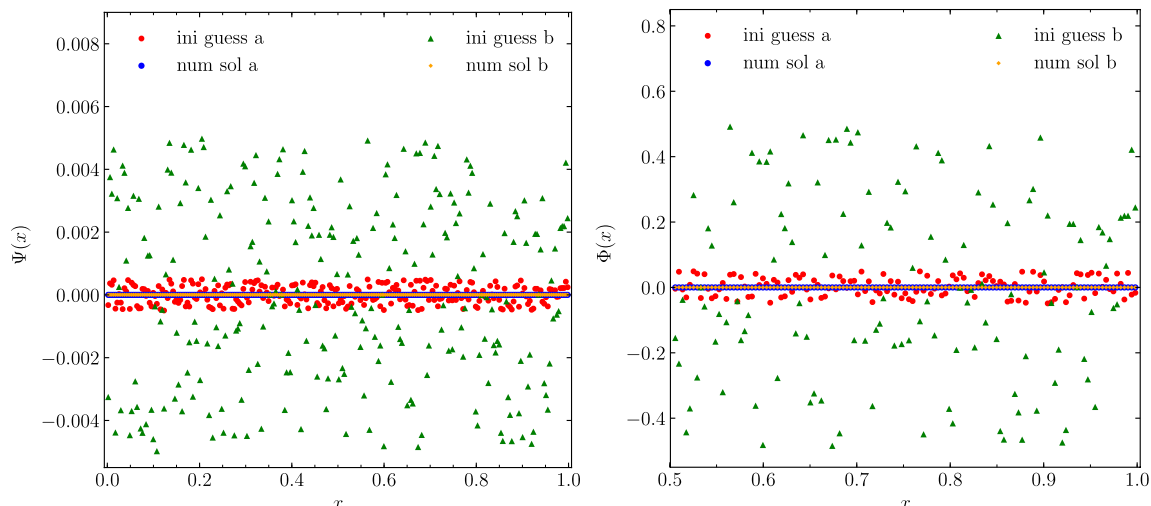 ini guess a
ini guess b
num sol a
num sol b
0.008
0.006
0.004
0.002
0.000
−0.002
−0.004
Ψ(x)
0.0
0.2
0.4
0.6
0.8
1.0
x
ini guess a
ini guess b
num sol a
num sol b
0.8
0.6
0.4
0.2
0.0
−0.2
−0.4
Φ(x)
0.5
0.6
0.7
0.8
0.9
1.0
x